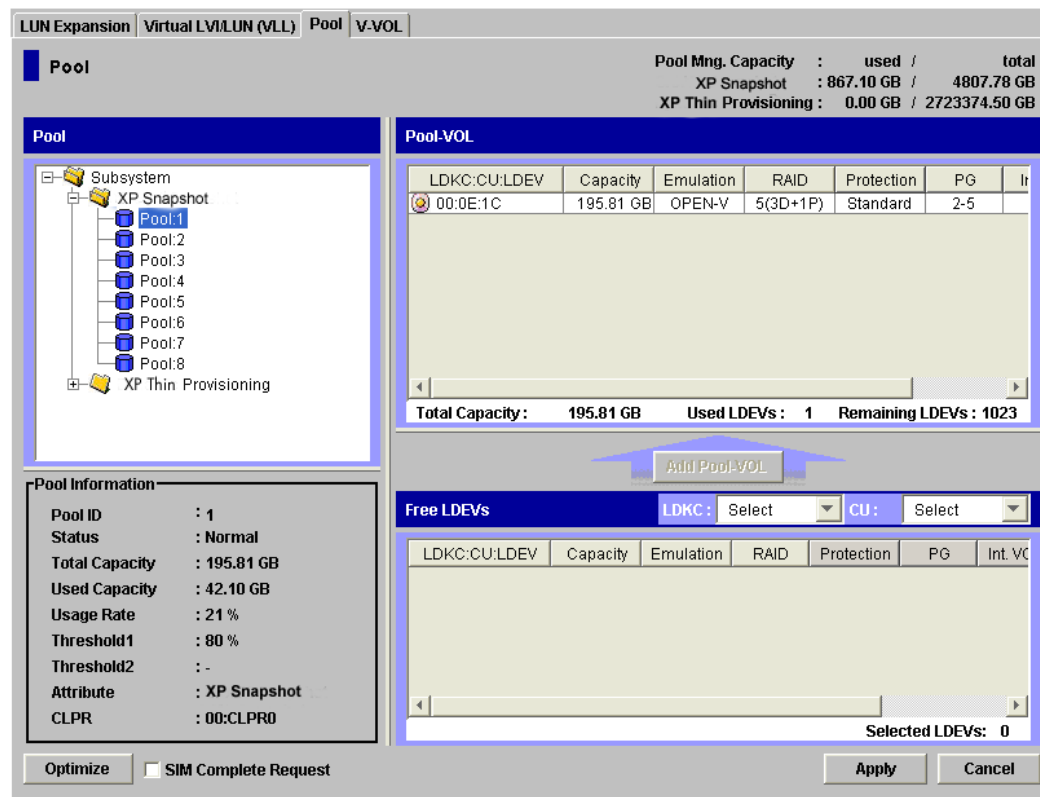 LUN Expansion Virtual LVI/LUN (VLL) Pool V-VOL
Pool
Pool Mng. Capacity : used / total
XP Snapshot : 867.10 GB / 4807.78 GB
XP Thin Provisioning : 0.00 GB / 2723374.50 GB
Pool
Subsystem
XP Snapshot
Pool:1
Pool:2
Pool:3
Pool:4
Pool:5
Pool:6
Pool:7
Pool:8
XP Thin Provisioning
Pool-VOL
LDKC:CU:LDEV Capacity Emulation RAID Protection PG
00:0E:1C 195.81 GB OPEN-V 5(3D+1P) Standard 2-5
Total Capacity : 195.81 GB Used LDEVs : 1 Remaining LDEVs : 1023
Add Pool-VOL
Pool Information
Pool ID : 1
Status : Normal
Total Capacity : 195.81 GB
Used Capacity : 42.10 GB
Usage Rate : 21 %
Threshold1 : 80 %
Threshold2 : -
Attribute : XP Snapshot
CLPR : 00:CLPR0
Free LDEVs LDKC : Select CU : Select
LDKC:CU:LDEV Capacity Emulation RAID Protection PG Int. VO
Selected LDEVs: 0
Optimize SIM Complete Request Apply Cancel